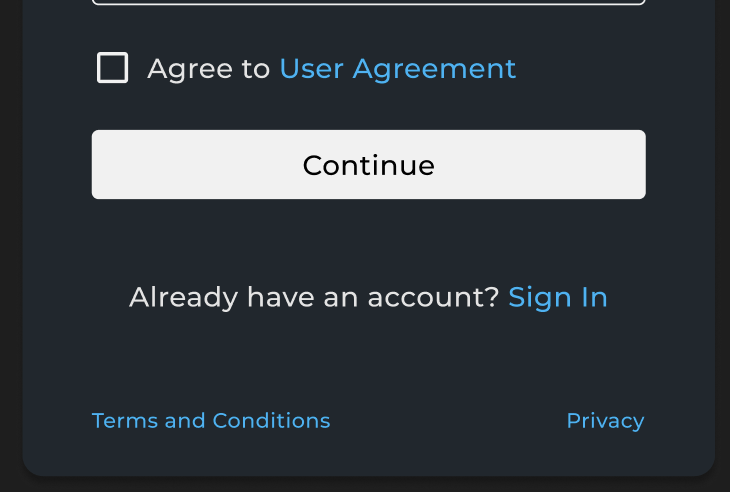 Agree to User Agreement
Continue
Already have an account? Sign In
Terms and Conditions
Privacy